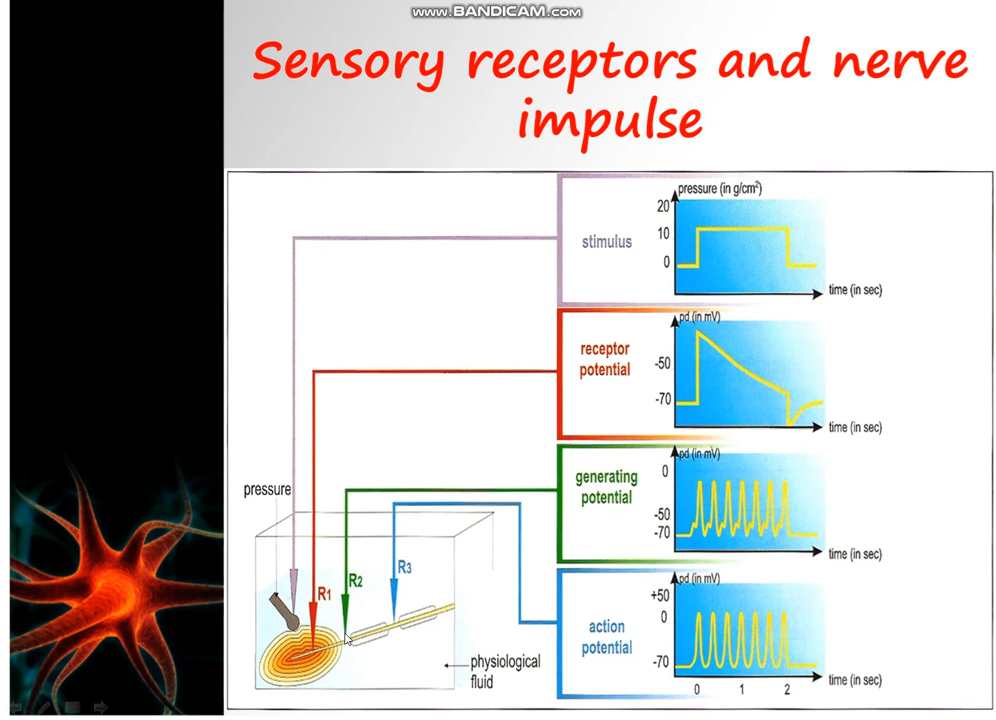 www.BANDICAM.com
Sensory receptors and nerve
impulse
pressure (in g/cm²)
20
10
0
stimulus
time (in sec)
pd (in mV)
receptor
potential
-50
-70
time (in sec)
pd (in mV)
generating
potential
0
-50
-70
time (in sec)
pd (in mV)
+50
0
-70
action
potential
0 1 2
time (in sec)
pressure
R1
R2
R3
physiological
fluid